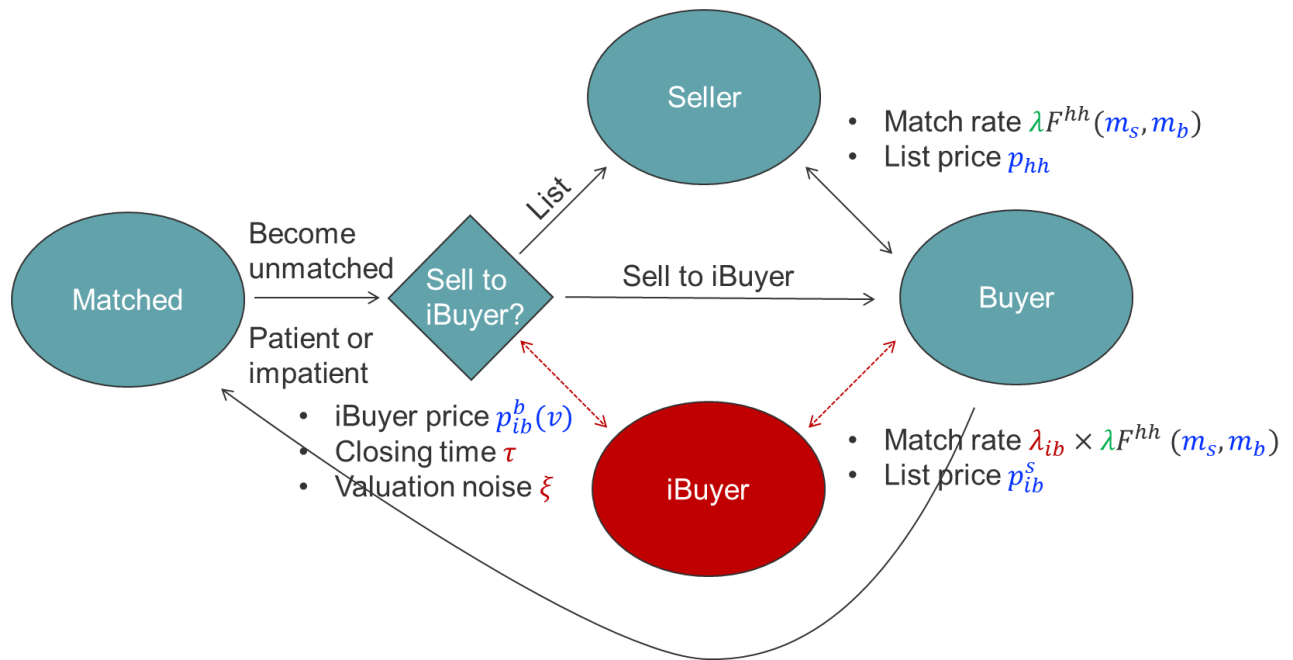 Seller
• Match rate λF^{hh}(m_s, m_b)
• List price p_{hh}
List
Become
unmatched
Matched
Sell to
iBuyer?
Sell to iBuyer
Buyer
Patient or
impatient
• iBuyer price p_{ib}^{b}(v)
• Closing time τ
• Valuation noise ξ
iBuyer
• Match rate λ_{ib} × λF^{hh} (m_s, m_b)
• List price p_{ib}^{s}